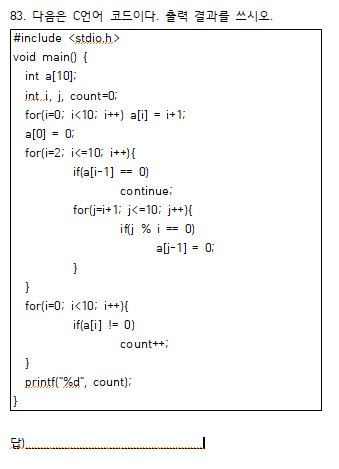 83. 다음은 C언어 코드이다. 출력 결과를 쓰시오.
#include <stdio.h>
void main() {
int a[10];
int i, j, count=0;
for(i=0; i<10; i++) a[i] = i+1;
a[0] = 0;
for(i=2; i<=10; i++){
if(a[i-1] == 0)
continue;
for(j=i+1; j<=10; j++){
if(j % i == 0)
a[j-1] = 0;
}
}
for(i=0; i<10; i++){
if(a[i] != 0)
count++;
}
printf("%d", count);
}
답)